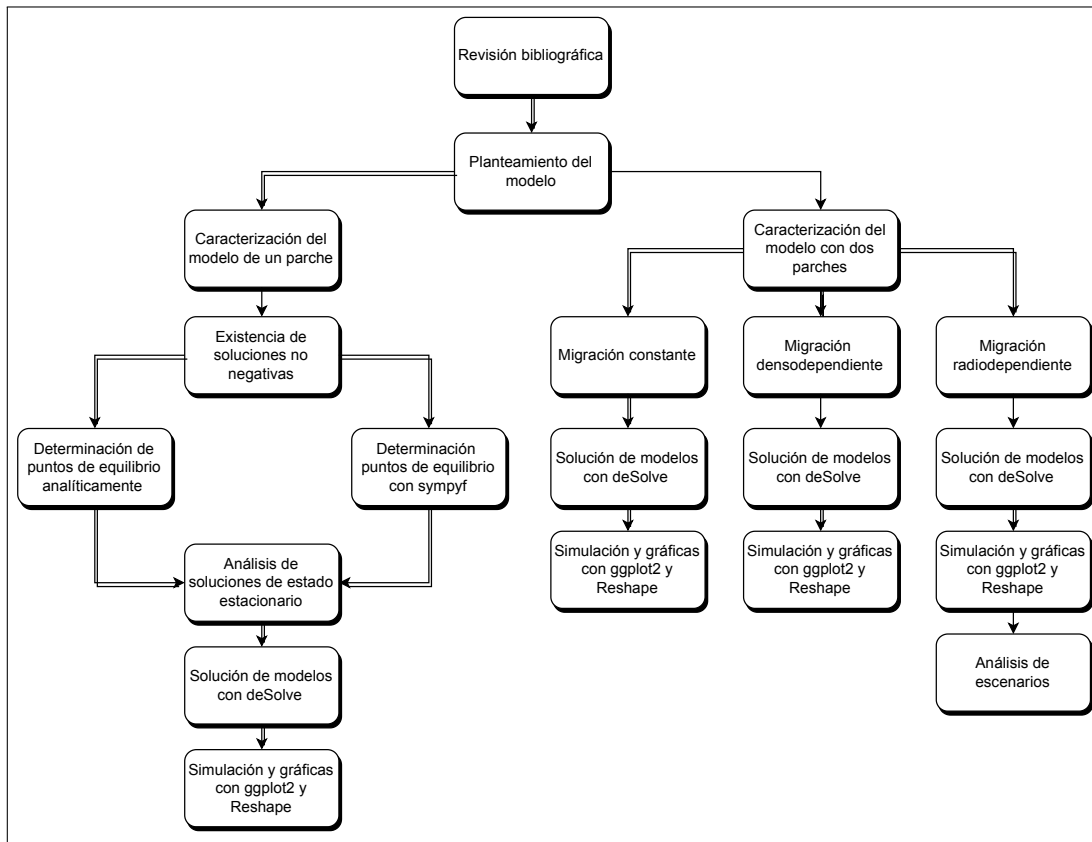 Revisión bibliográfica
Planteamiento del
modelo
Caracterización del
modelo de un parche
Caracterización del
modelo con dos
parches
Existencia de
soluciones no
negativas
Migración constante
Migración
densodependiente
Migración
radiodependiente
Determinación de
puntos de equilibrio
analíticamente
Determinación
puntos de equilibrio
con sympyf
Solución de modelos
con deSolve
Solución de modelos
con deSolve
Solución de modelos
con deSolve
Análisis de
soluciones de estado
estacionario
Simulación y gráficas
con ggplot2 y
Reshape
Simulación y gráficas
con ggplot2 y
Reshape
Simulación y gráficas
con ggplot2 y
Reshape
Solución de modelos
con deSolve
Análisis de
escenarios
Simulación y gráficas
con ggplot2 y
Reshape